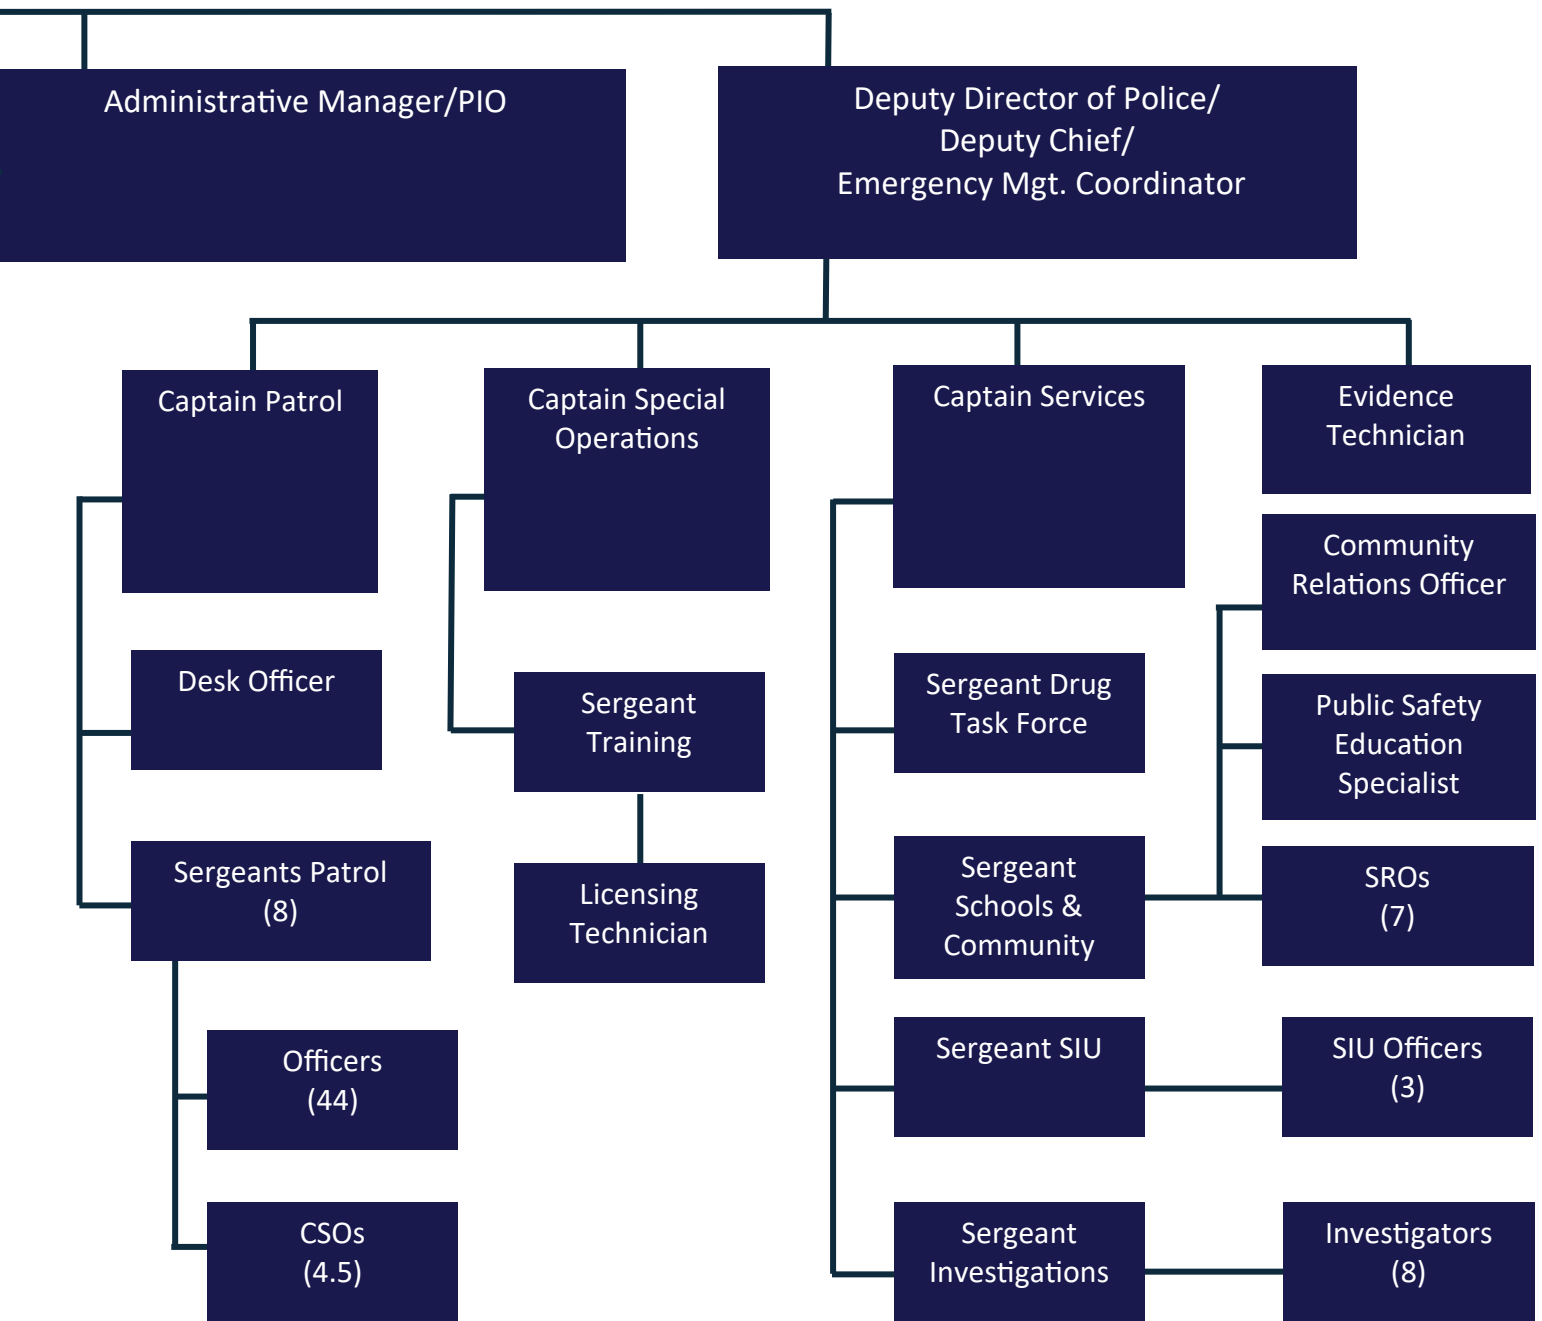 Administrative Manager/PIO
Deputy Director of Police/
Deputy Chief/
Emergency Mgt. Coordinator
Captain Patrol
Captain Special
Operations
Captain Services
Evidence
Technician
Community
Relations Officer
Desk Officer
Sergeant
Training
Sergeant Drug
Task Force
Public Safety
Education
Specialist
Sergeants Patrol
(8)
Licensing
Technician
Sergeant
Schools &
Community
SROs
(7)
Officers
(44)
Sergeant SIU
SIU Officers
(3)
CSOs
(4.5)
Sergeant
Investigations
Investigators
(8)